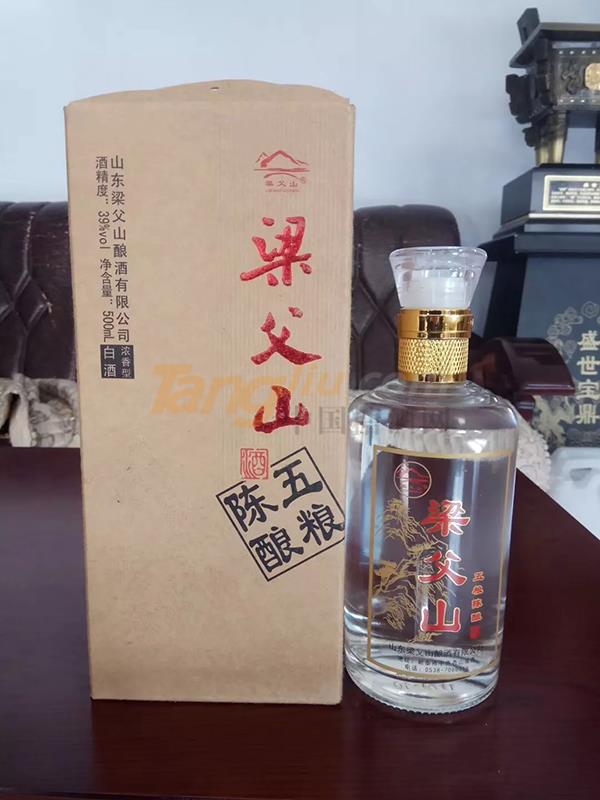 山东梁父山酿酒有限公司
酒精度：39%vol 净含量：500mL
浓香型
白酒
梁父山
梁父山
酒
五粮
陈酿
Tangjiu.com
中国
梁父山
五粮陈酿
山东梁父山酿酒有限公司
盛世宝鼎